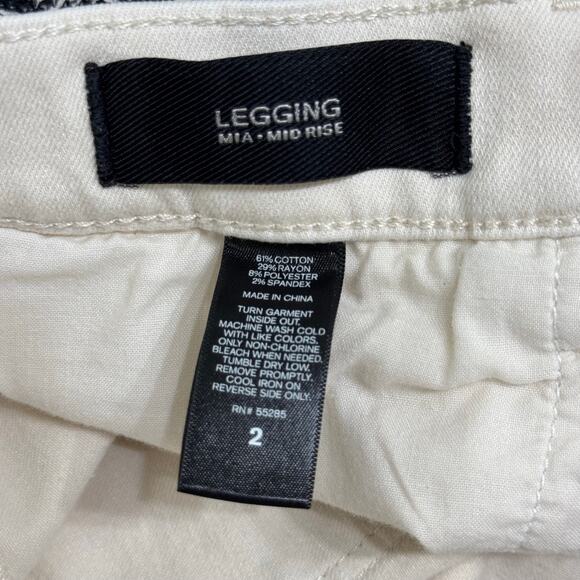 LEGGING
MIA • MID RISE
61% COTTON
29% RAYON
8% POLYESTER
2% SPANDEX
MADE IN CHINA
TURN GARMENT
INSIDE OUT.
MACHINE WASH COLD
WITH LIKE COLORS.
ONLY NON-CHLORINE
BLEACH WHEN NEEDED.
TUMBLE DRY LOW.
REMOVE PROMPTLY.
COOL IRON ON
REVERSE SIDE ONLY.
RN# 55285
2